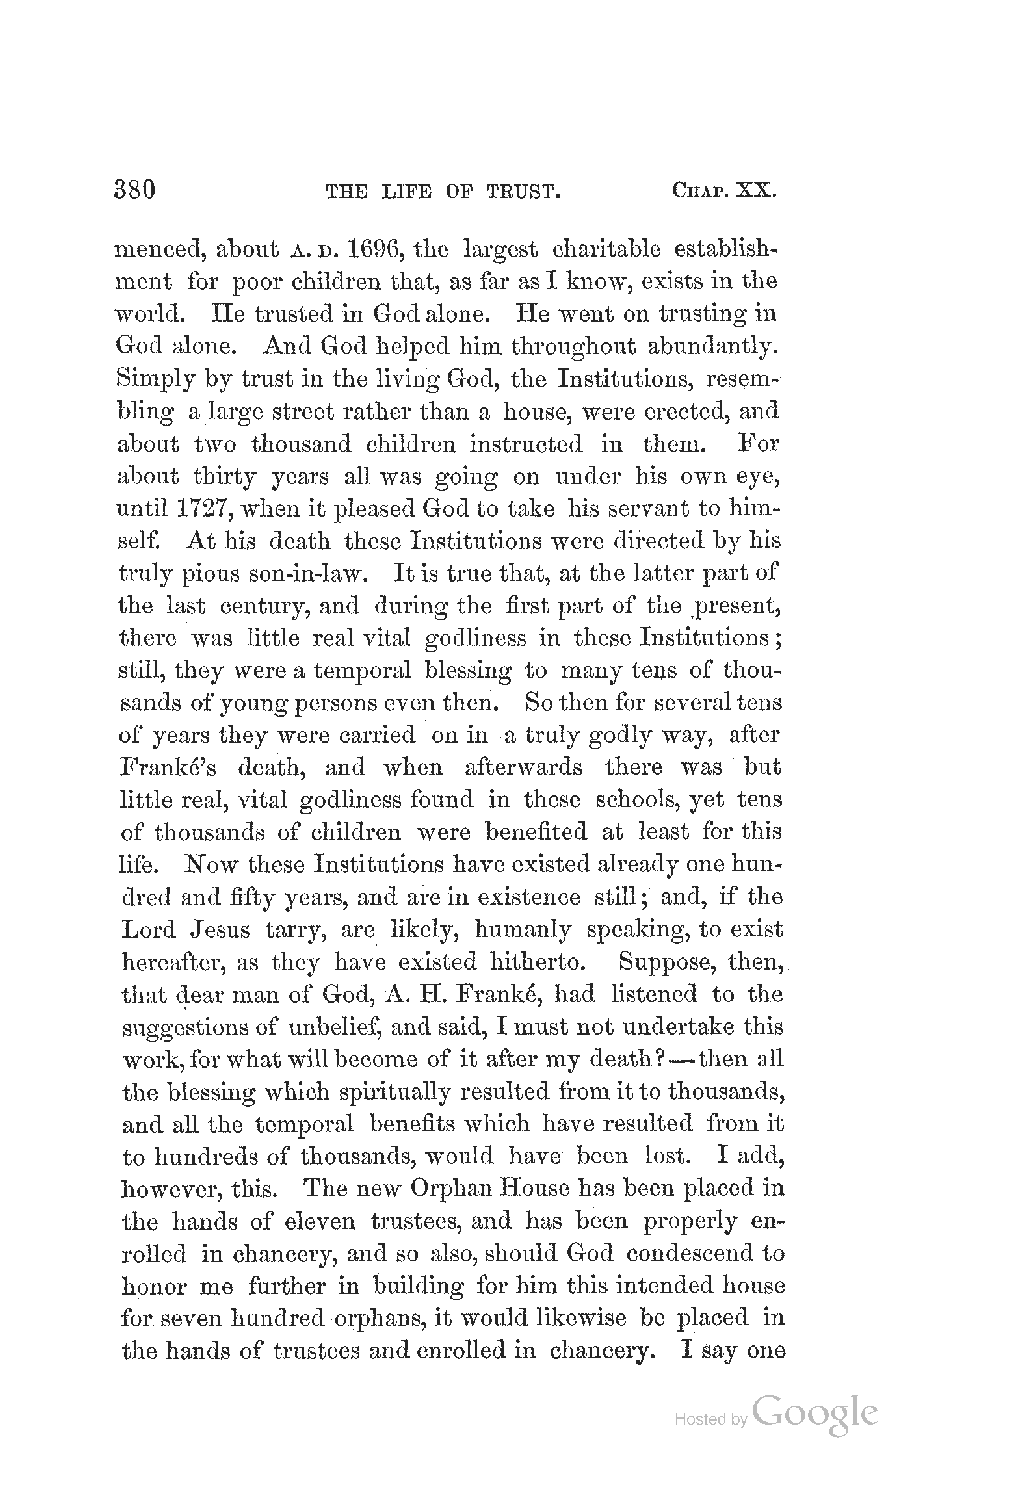 380 THE LIFE OF TRUST. CHAP. XX.
menced, about A. D. 1696, the largest charitable establish-
ment for poor children that, as far as I know, exists in the
world. He trusted in God alone. He went on trusting in
God alone. And God helped him throughout abundantly.
Simply by trust in the living God, the Institutions, resem-
bling a large street rather than a house, were erected, and
about two thousand children instructed in them. For
about thirty years all was going on under his own eye,
until 1727, when it pleased God to take his servant to him-
self. At his death these Institutions were directed by his
truly pious son-in-law. It is true that, at the latter part of
the last century, and during the first part of the present,
there was little real vital godliness in these Institutions;
still, they were a temporal blessing to many tens of thou-
sands of young persons even then. So then for several tens
of years they were carried on in a truly godly way, after
Franké's death, and when afterwards there was but
little real, vital godliness found in these schools, yet tens
of thousands of children were benefited at least for this
life. Now these Institutions have existed already one hun-
dred and fifty years, and are in existence still; and, if the
Lord Jesus tarry, are likely, humanly speaking, to exist
hereafter, as they have existed hitherto. Suppose, then,
that dear man of God, A. H. Franké, had listened to the
suggestions of unbelief, and said, I must not undertake this
work, for what will become of it after my death?—then all
the blessing which spiritually resulted from it to thousands,
and all the temporal benefits which have resulted from it
to hundreds of thousands, would have been lost. I add,
however, this. The new Orphan House has been placed in
the hands of eleven trustees, and has been properly en-
rolled in chancery, and so also, should God condescend to
honor me further in building for him this intended house
for seven hundred orphans, it would likewise be placed in
the hands of trustees and enrolled in chancery. I say one
Hosted by Google